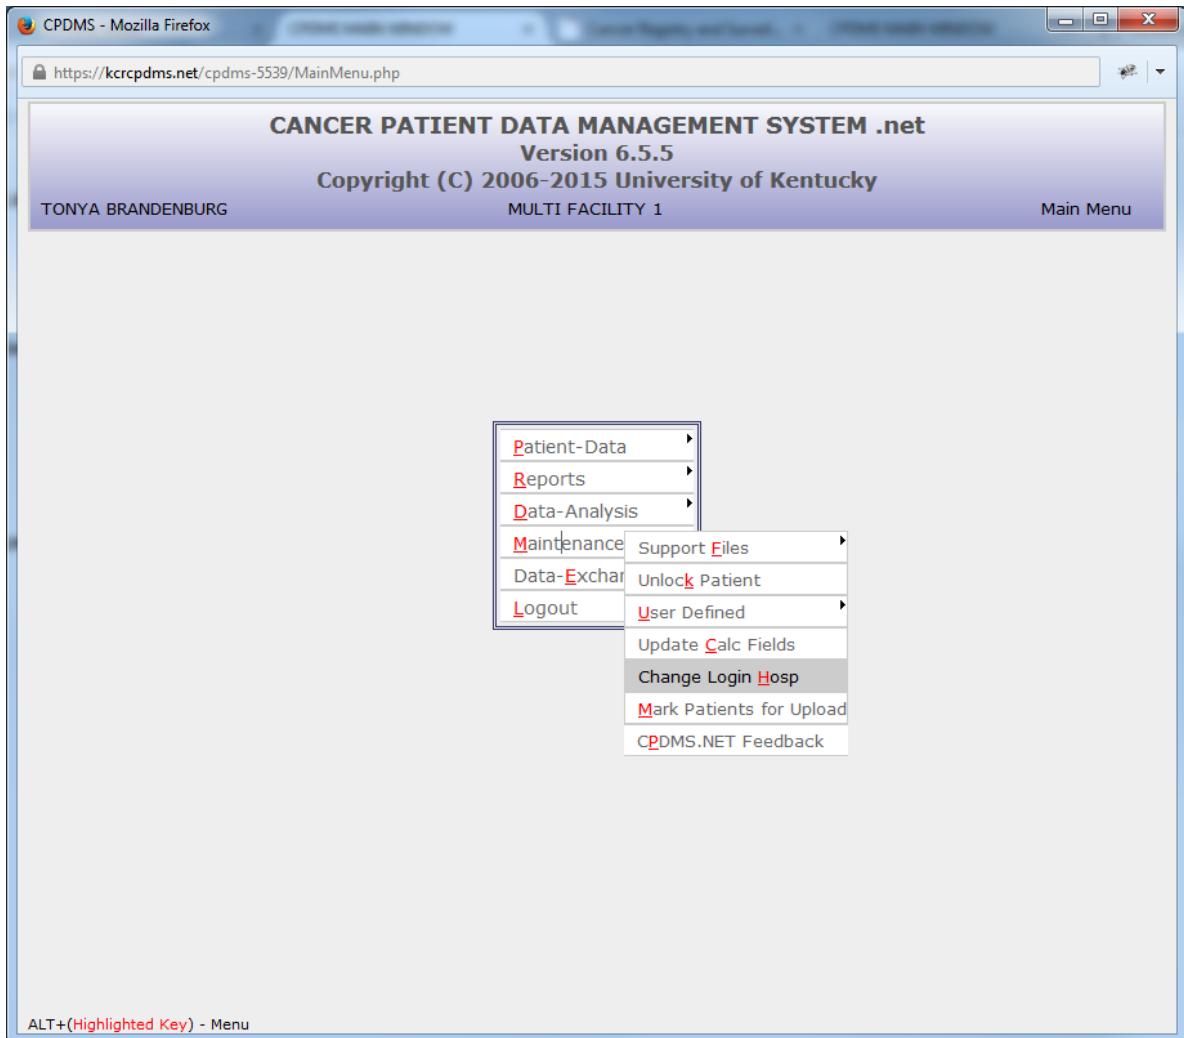 CPDMS - Mozilla Firefox
https://kcrcpdms.net/cpdms-5539/MainMenu.php
CANCER PATIENT DATA MANAGEMENT SYSTEM .net
Version 6.5.5
Copyright (C) 2006-2015 University of Kentucky
TONYA BRANDENBURG MULTI FACILITY 1 Main Menu
Patient-Data
Reports
Data-Analysis
Maintenance
Data-Exchan
Logout
Support Files
Unlock Patient
User Defined
Update Calc Fields
Change Login Hosp
Mark Patients for Upload
CPDMS.NET Feedback
ALT+(Highlighted Key) - Menu